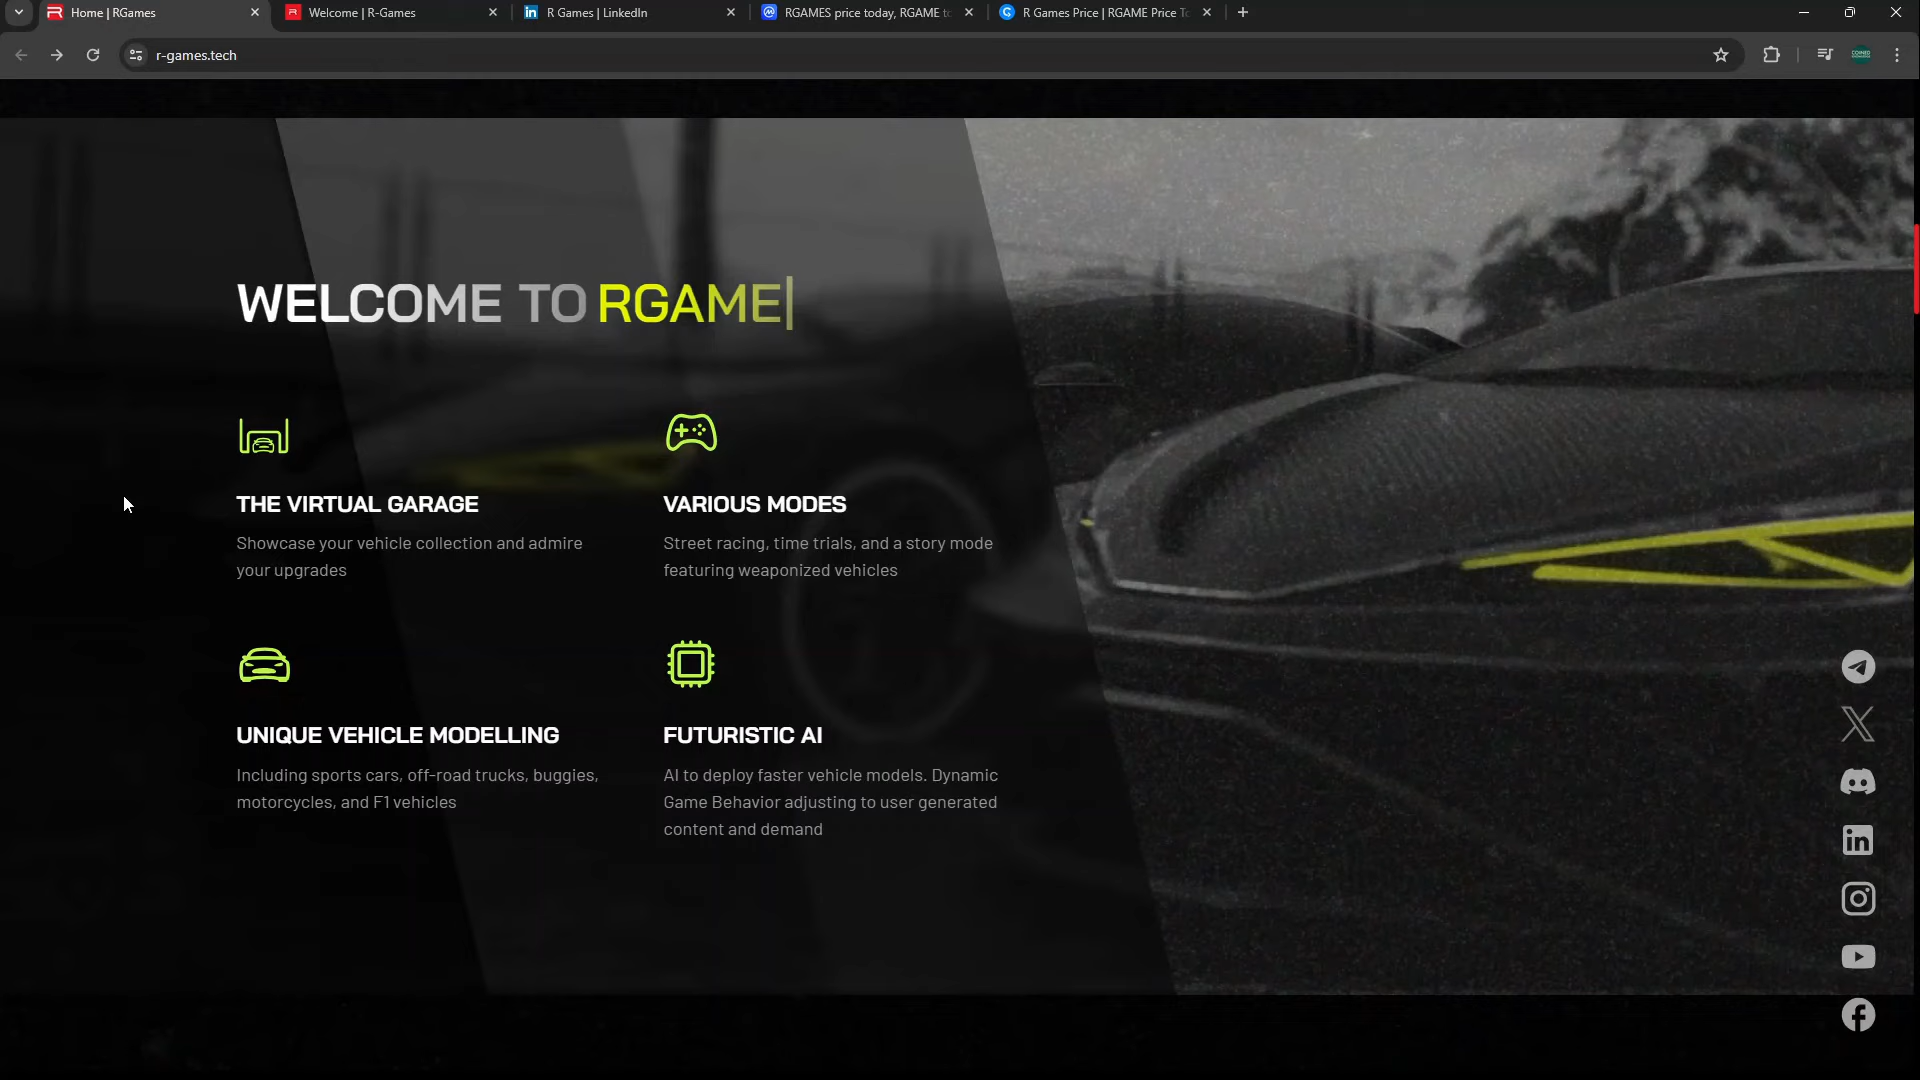 Home | RGames
Welcome | R-Games
R Games | LinkedIn
RGAMES price today, RGAME to
R Games Price | RGAME Price To
r-games.tech
WELCOME TO RGAME|
THE VIRTUAL GARAGE
Showcase your vehicle collection and admire
your upgrades
VARIOUS MODES
Street racing, time trials, and a story mode
featuring weaponized vehicles
UNIQUE VEHICLE MODELLING
Including sports cars, off-road trucks, buggies,
motorcycles, and F1 vehicles
FUTURISTIC AI
AI to deploy faster vehicle models. Dynamic
Game Behavior adjusting to user generated
content and demand